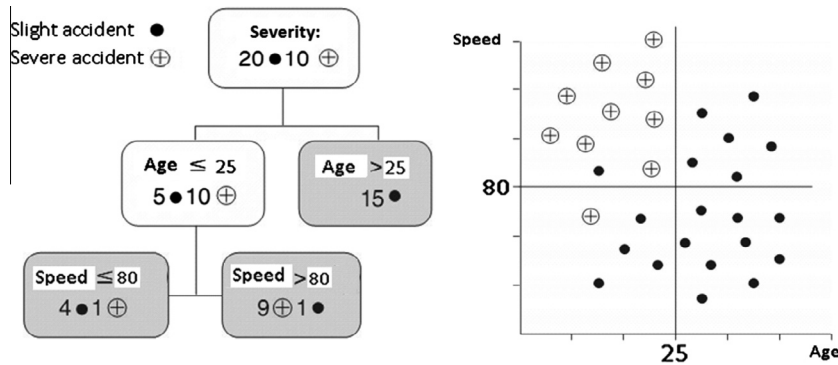 Slight accident ●
Severe accident ⊕
Severity:
20 ● 10 ⊕
Age ≤ 25
5 ● 10 ⊕
Age >25
15 ●
Speed ≤80
4 ● 1 ⊕
Speed >80
9 ⊕ 1 ●
Speed
80
25
Age